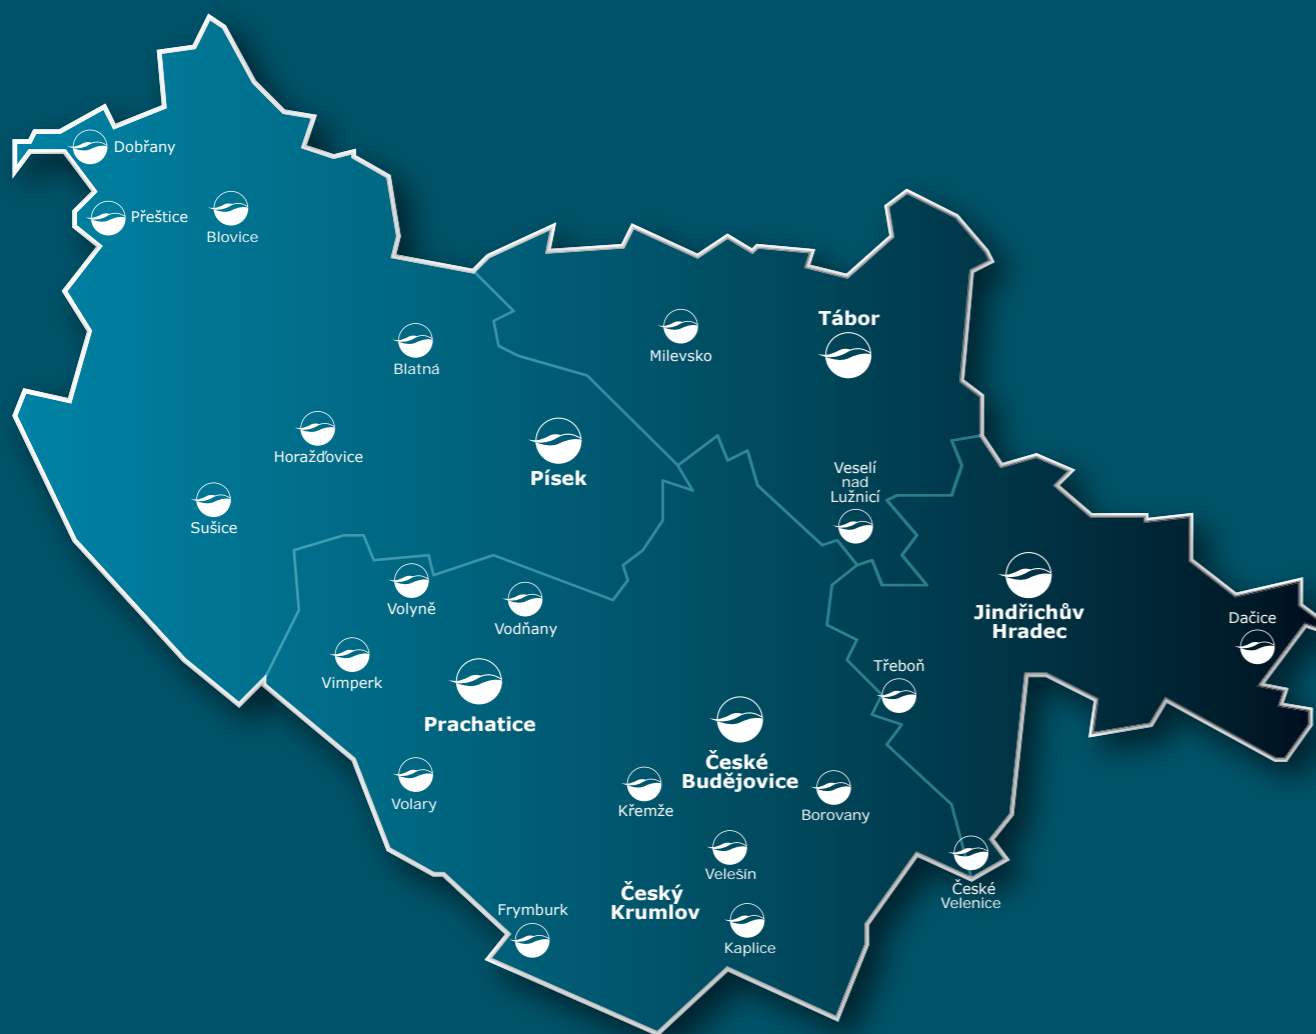 Dobřany
Přeštice
Blovice
Tábor
Milevsko
Blatná
Horažďovice
Písek
Veselí
nad
Lužnicí
Sušice
Volyně
Vodňany
Jindřichův
Hradec
Dačice
Třeboň
Vimperk
Prachatice
České
Budějovice
Volary
Křemže
Borovany
Velešín
Český
Krumlov
České
Velenice
Frymburk
Kaplice